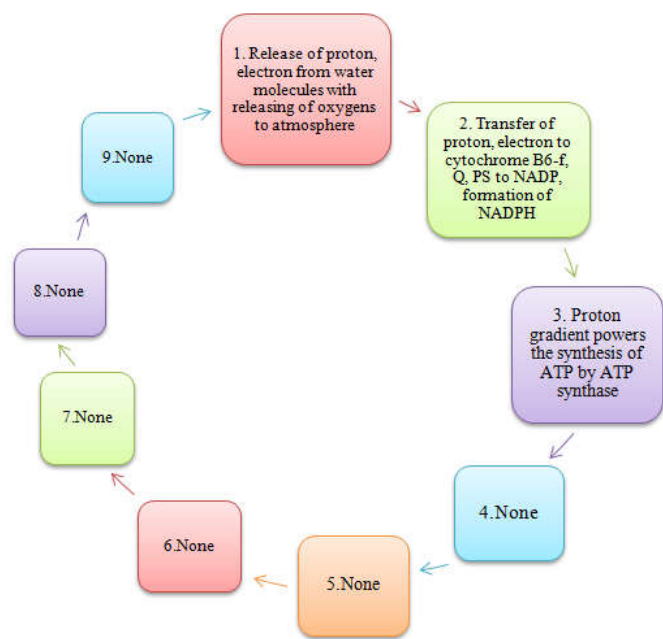 1. Release of proton,
electron from water
molecules with
releasing of oxygens
to atmosphere
2. Transfer of
proton, electron to
cytochrome B6-f,
Q, PS to NADP,
formation of
NADPH
3. Proton
gradient powers
the synthesis of
ATP by ATP
synthase
4.None
5.None
6.None
7.None
8.None
9.None